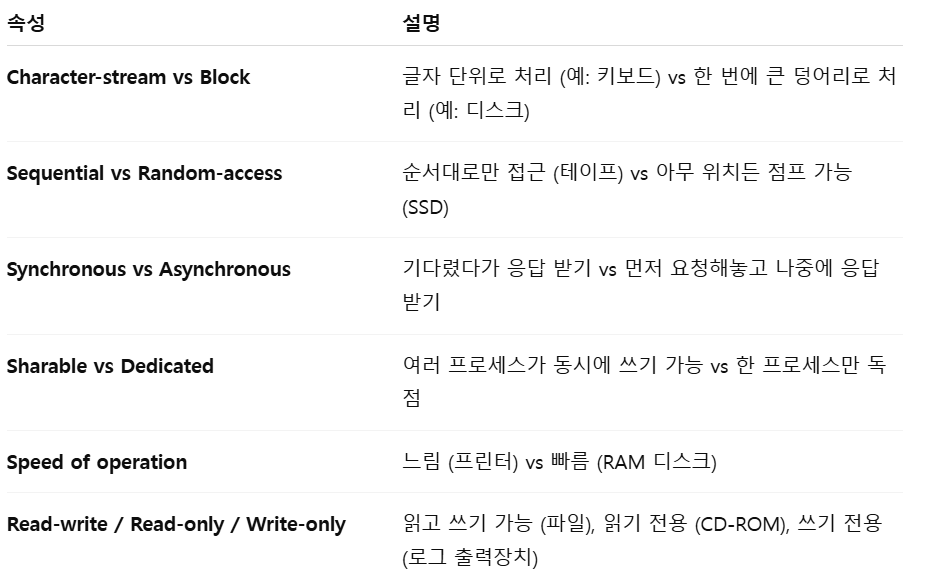 속성 설명
Character-stream vs Block 글자 단위로 처리 (예: 키보드) vs 한 번에 큰 덩어리로 처
리 (예: 디스크)
Sequential vs Random-access 순서대로만 접근 (테이프) vs 아무 위치든 점프 가능
(SSD)
Synchronous vs Asynchronous 기다렸다가 응답 받기 vs 먼저 요청해놓고 나중에 응답
받기
Sharable vs Dedicated 여러 프로세스가 동시에 쓰기 가능 vs 한 프로세스만 독
점
Speed of operation 느림 (프린터) vs 빠름 (RAM 디스크)
Read-write / Read-only / Write-only 읽고 쓰기 가능 (파일), 읽기 전용 (CD-ROM), 쓰기 전용
(로그 출력장치)